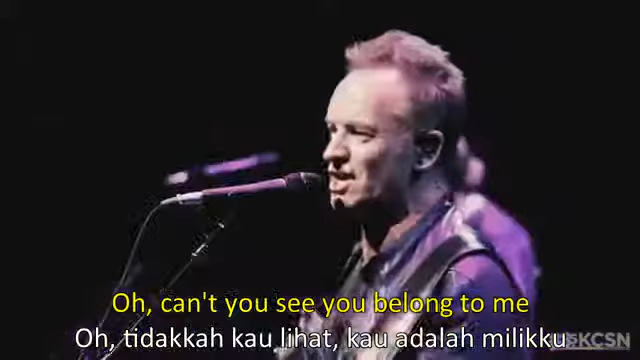 Oh, can't you see you belong to me
Oh, tidakkah kau lihat, kau adalah milikku
KCSN